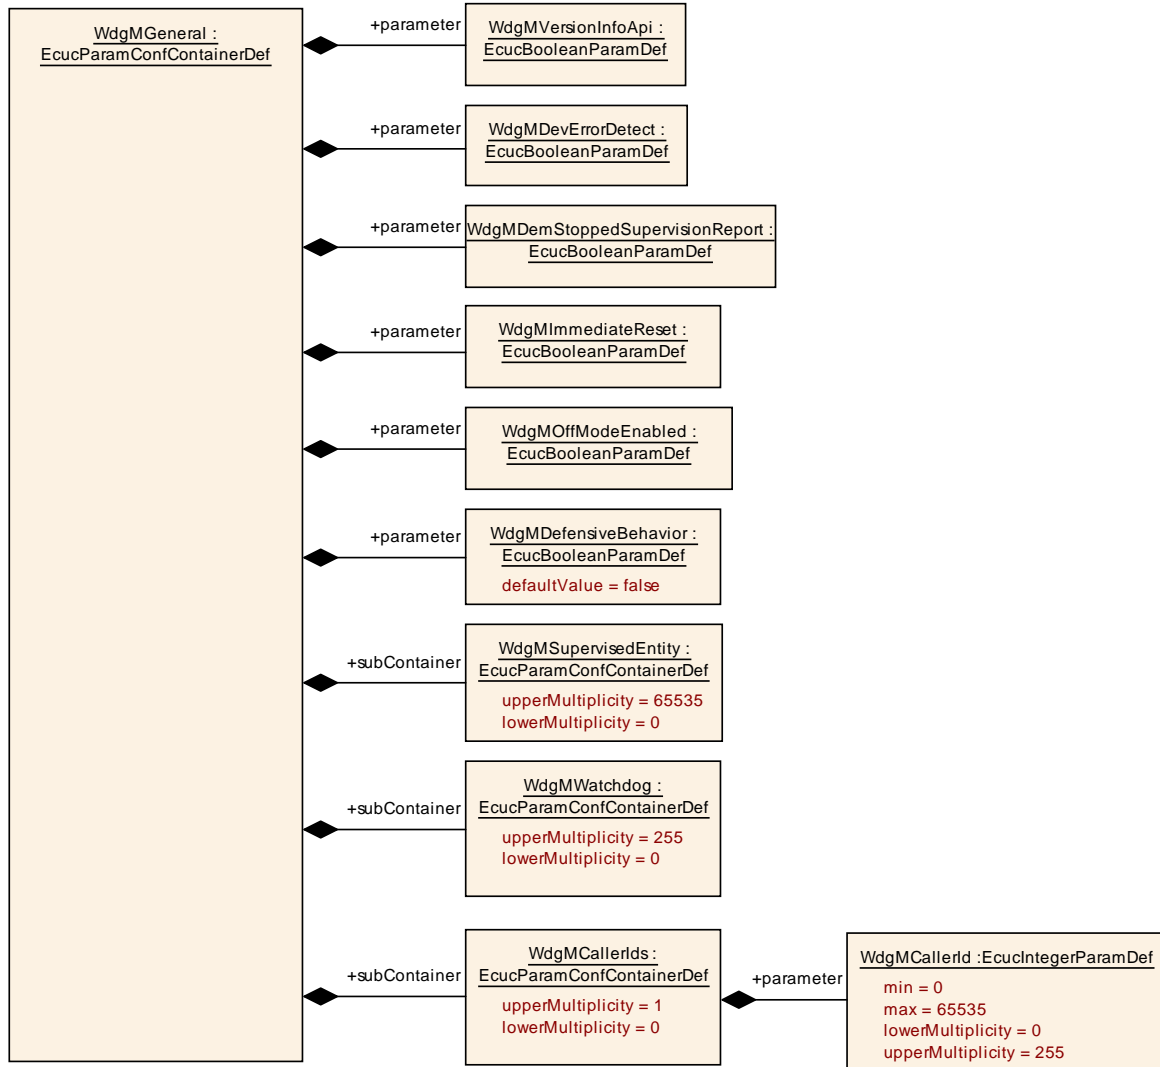 WdgMGeneral :
EcucParamConfContainerDef
+parameter
WdgMVersionInfoApi :
EcucBooleanParamDef
+parameter
WdgMDevErrorDetect :
EcucBooleanParamDef
+parameter
WdgMDemStoppedSupervisionReport :
EcucBooleanParamDef
+parameter
WdgMImmediateReset :
EcucBooleanParamDef
+parameter
WdgMOffModeEnabled :
EcucBooleanParamDef
+parameter
WdgMDefensiveBehavior :
EcucBooleanParamDef
defaultValue = false
+subContainer
WdgMSupervisedEntity :
EcucParamConfContainerDef
upperMultiplicity = 65535
lowerMultiplicity = 0
+subContainer
WdgMWatchdog :
EcucParamConfContainerDef
upperMultiplicity = 255
lowerMultiplicity = 0
+subContainer
WdgMCallerIds :
EcucParamConfContainerDef
upperMultiplicity = 1
lowerMultiplicity = 0
+parameter
WdgMCallerId :EcucIntegerParamDef
min = 0
max = 65535
lowerMultiplicity = 0
upperMultiplicity = 255